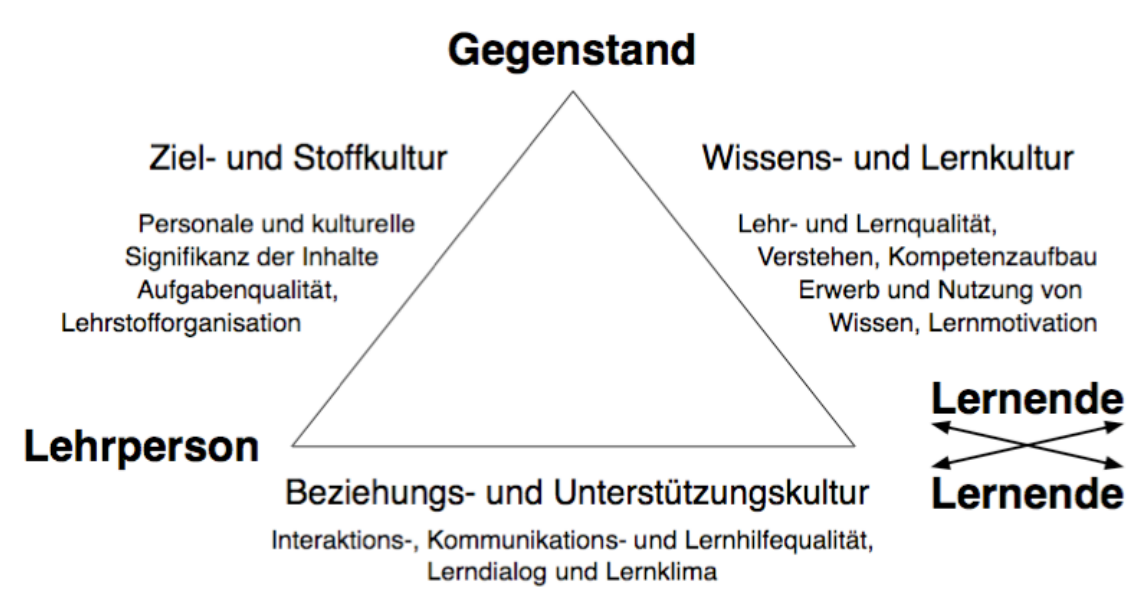 Gegenstand
Ziel- und Stoffkultur
Personale und kulturelle
Signifikanz der Inhalte
Aufgabenqualität,
Lehrstofforganisation
Wissens- und Lernkultur
Lehr- und Lernqualität,
Verstehen, Kompetenzaufbau
Erwerb und Nutzung von
Wissen, Lernmotivation
Lehrperson
Lernende
Lernende
Beziehungs- und Unterstützungskultur
Interaktions-, Kommunikations- und Lernhilfequalität,
Lerndialog und Lernklima